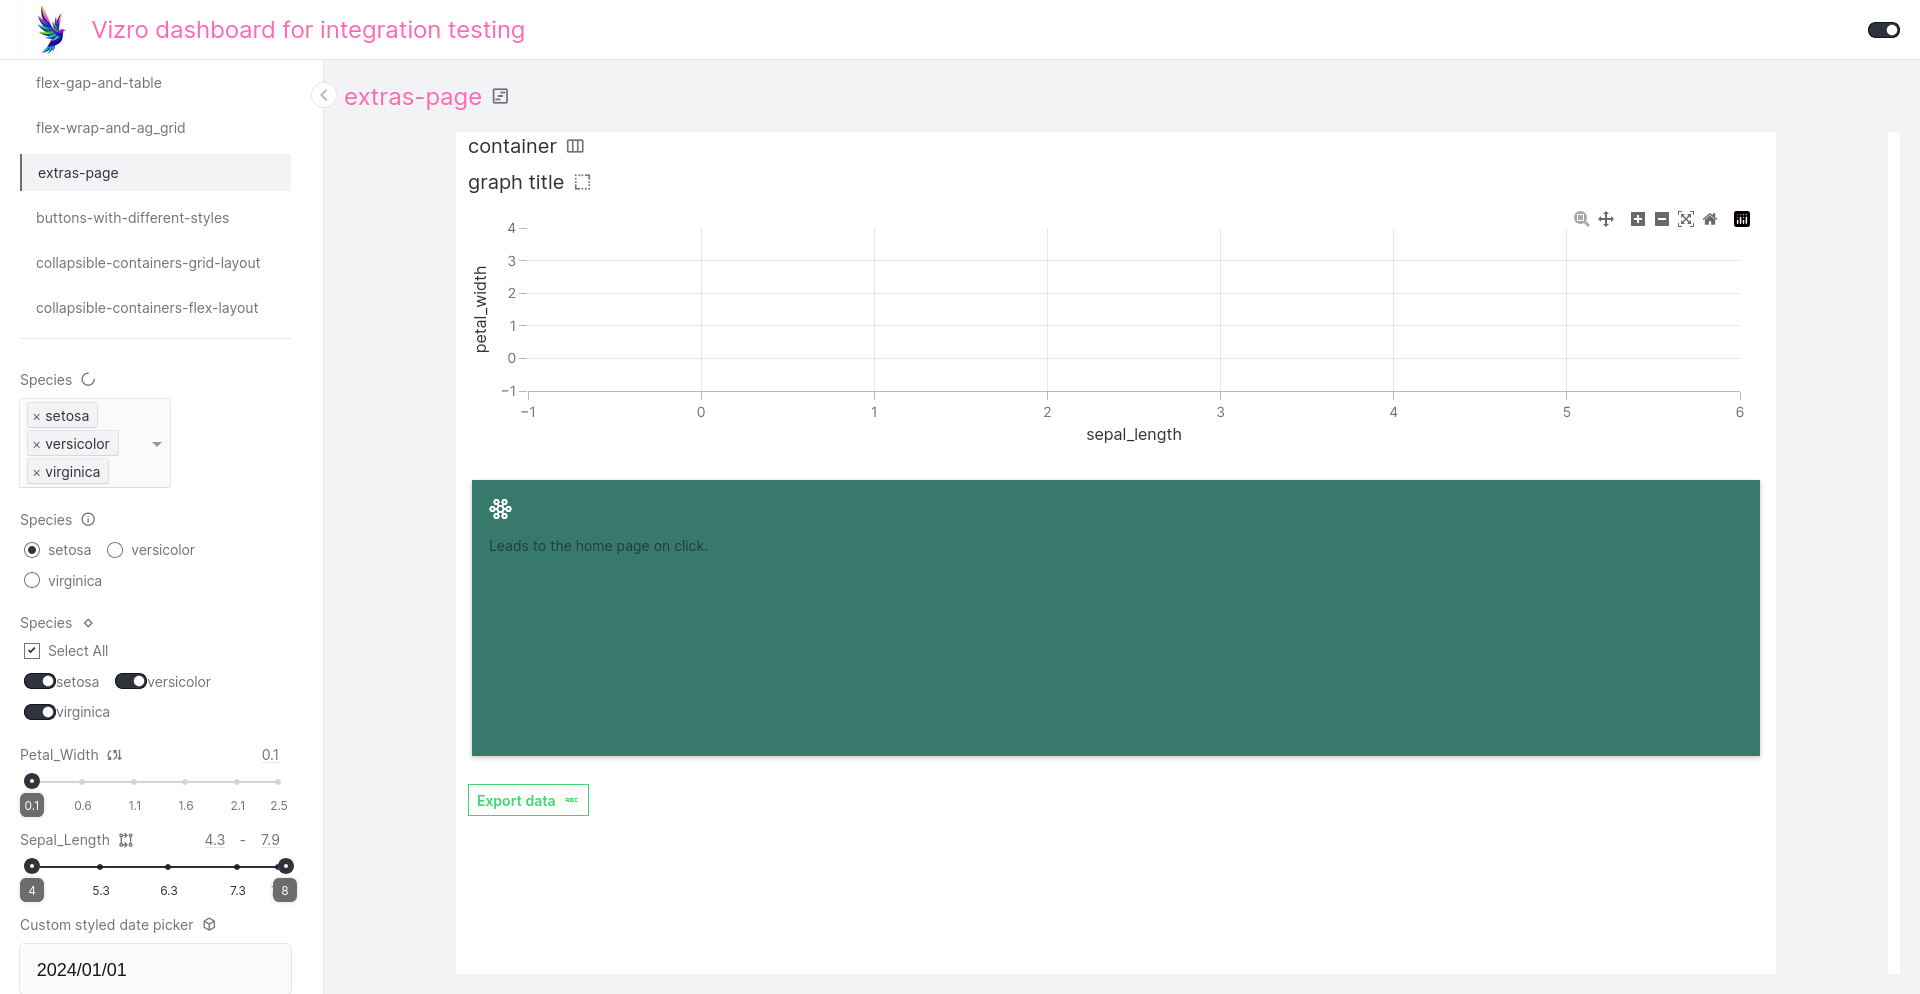 Vizro dashboard for integration testing
flex-gap-and-table
flex-wrap-and-ag_grid
extras-page
buttons-with-different-styles
collapsible-containers-grid-layout
collapsible-containers-flex-layout
Species
× setosa
× versicolor
× virginica
Species
setosa versicolor
virginica
Species
Select All
setosa versicolor
virginica
Petal_Width 0.1
0.1 0.6 1.1 1.6 2.1 2.5
Sepal_Length 4.3 - 7.9
4 5.3 6.3 7.3 8
Custom styled date picker
2024/01/01
extras-page
container
graph title
4
3
2
1
0
−1
petal_width
−1 0 1 2 3 4 5 6
sepal_length
Leads to the home page on click.
Export data ABC